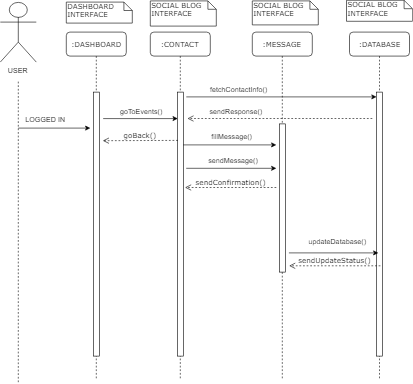 DASHBOARD
INTERFACE
SOCIAL BLOG
INTERFACE
SOCIAL BLOG
INTERFACE
SOCIAL BLOG
INTERFACE
:DASHBOARD
:CONTACT
:MESSAGE
:DATABASE
USER
fetchContactInfo()
goToEvents()
sendResponse()
LOGGED IN
goBack()
fillMessage()
sendMessage()
sendConfirmation()
updateDatabase()
sendUpdateStatus()